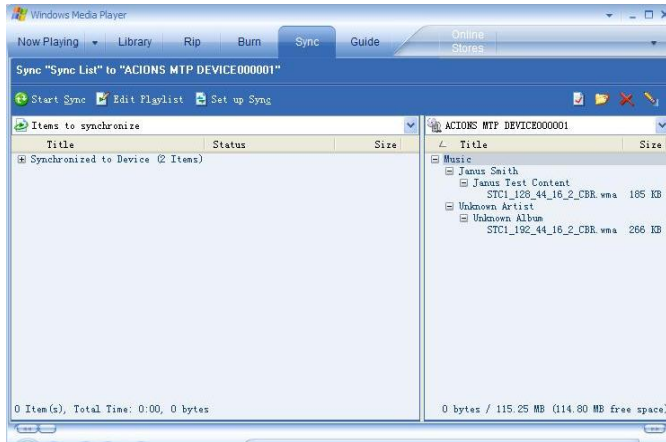 Windows Media Player
Now Playing Library Rip Burn Sync Guide Online Stores
Sync "Sync List" to "ACIONS MTP DEVICE000001"
Start Sync Edit Playlist Set up Sync
Items to synchronize
Title Status Size
Synchronized to Device (2 Items)
0 Item(s), Total Time: 0:00, 0 bytes
ACIONS MTP DEVICE000001
Title Size
Music
Janus Smith
Janus Test Content
STC1_128_44_16_2_CBR.wma 185 KB
Unknown Artist
Unknown Album
STC1_192_44_16_2_CBR.wma 266 KB
0 bytes / 115.25 MB (114.80 MB free space)